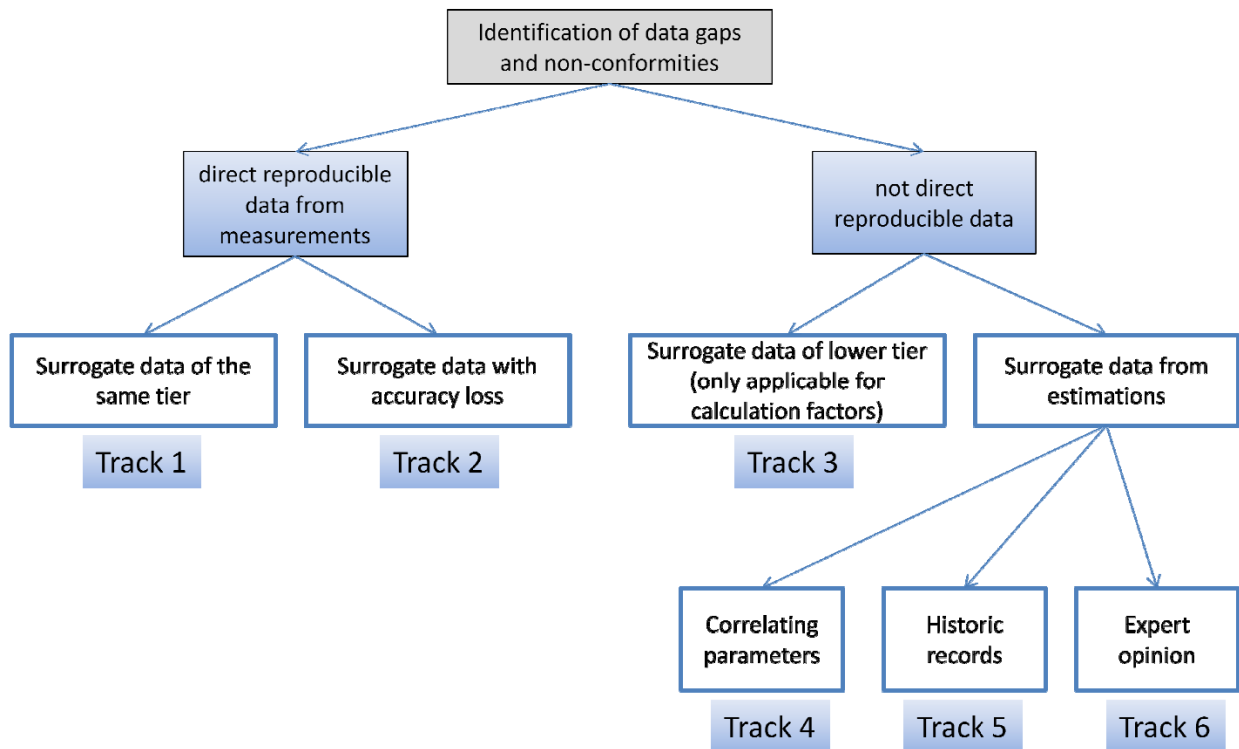 Identification of data gaps
and non-conformities
direct reproducible
data from
measurements
not direct
reproducible data
Surrogate data of the
same tier
Surrogate data with
accuracy loss
Surrogate data of lower tier
(only applicable for
calculation factors)
Surrogate data from
estimations
Track 1
Track 2
Track 3
Correlating
parameters
Historic
records
Expert
opinion
Track 4
Track 5
Track 6